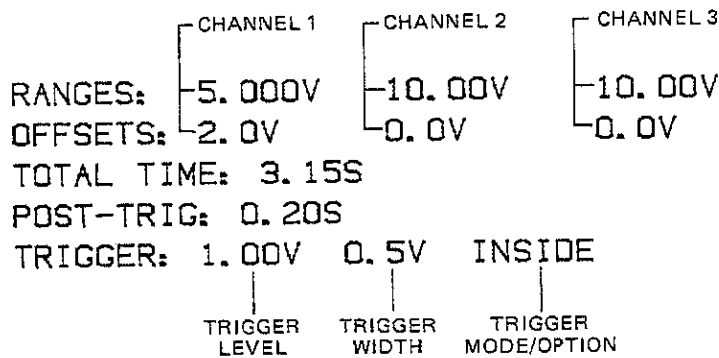 CHANNEL 1 CHANNEL 2 CHANNEL 3
RANGES: 5.000V 10.00V 10.00V
OFFSETS: 2.0V 0.0V 0.0V
TOTAL TIME: 3.15S
POST-TRIG: 0.20S
TRIGGER: 1.00V 0.5V INSIDE
TRIGGER TRIGGER TRIGGER
LEVEL WIDTH MODE/OPTION